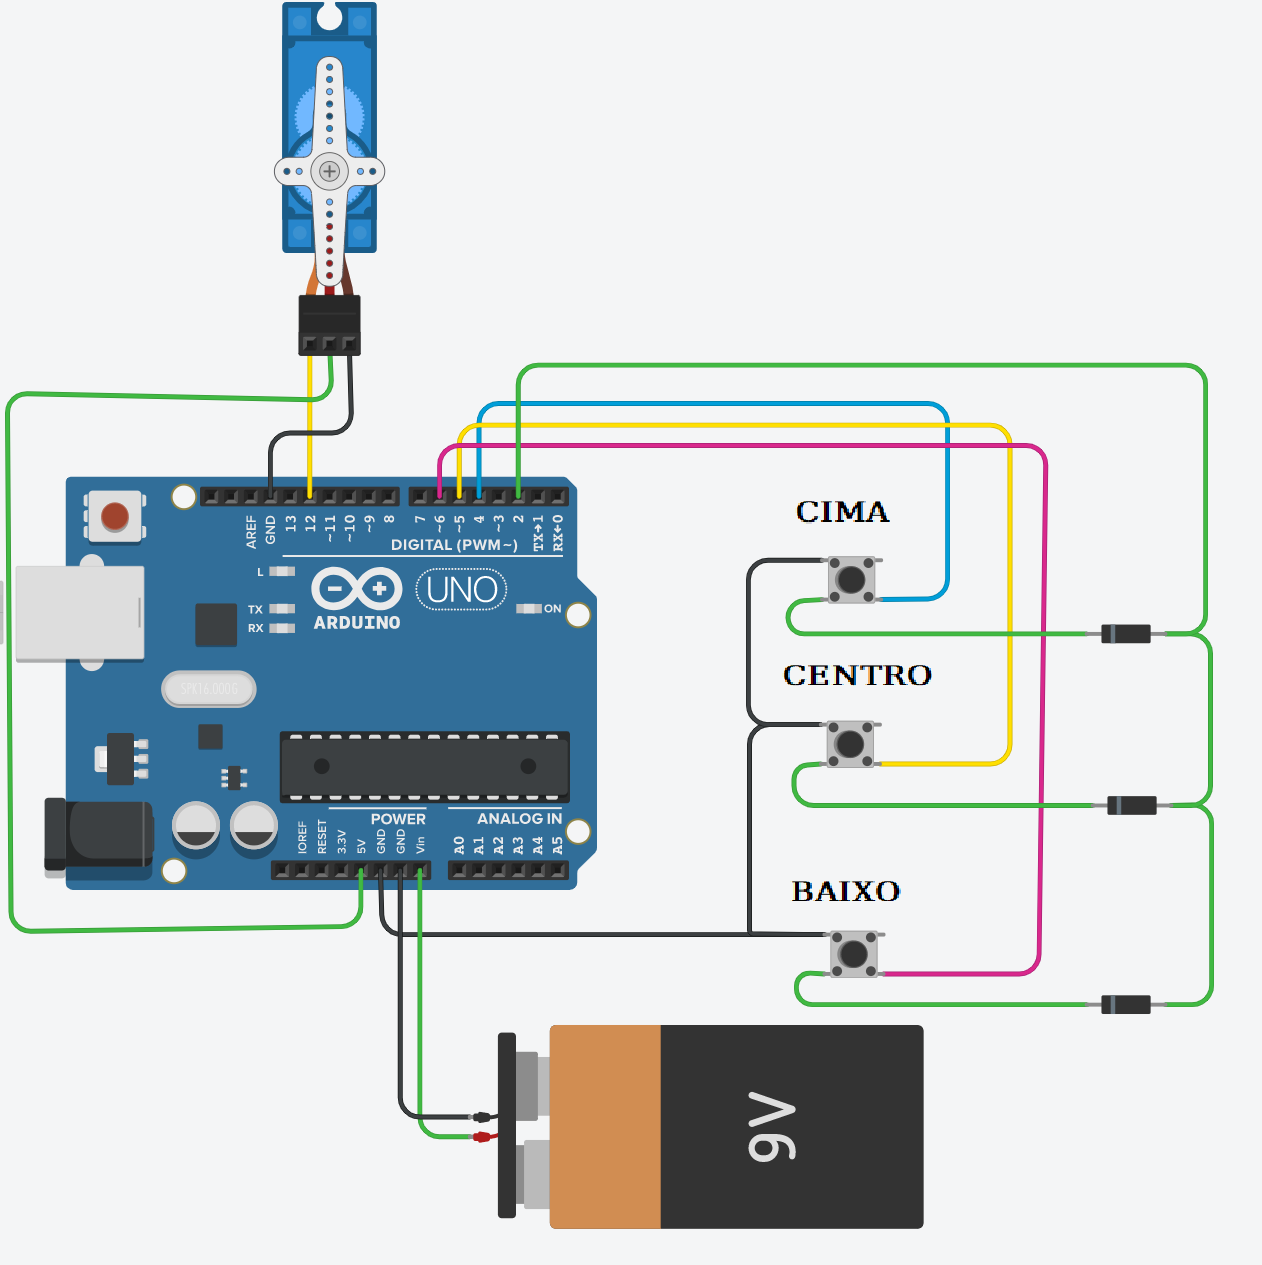 AREF
GND
13
12
~11
~10
~9
8
7
~6
~5
4
~3
2
TX→1
RX←0
DIGITAL (PWM~)
L
TX
RX
ARDUINO
UNO
ON
CIMA
SPK16.000G
CENTRO
POWER
ANALOG IN
IOREF
RESET
3.3V
5V
GND
GND
Vin
A0
A1
A2
A3
A4
A5
BAIXO
9V